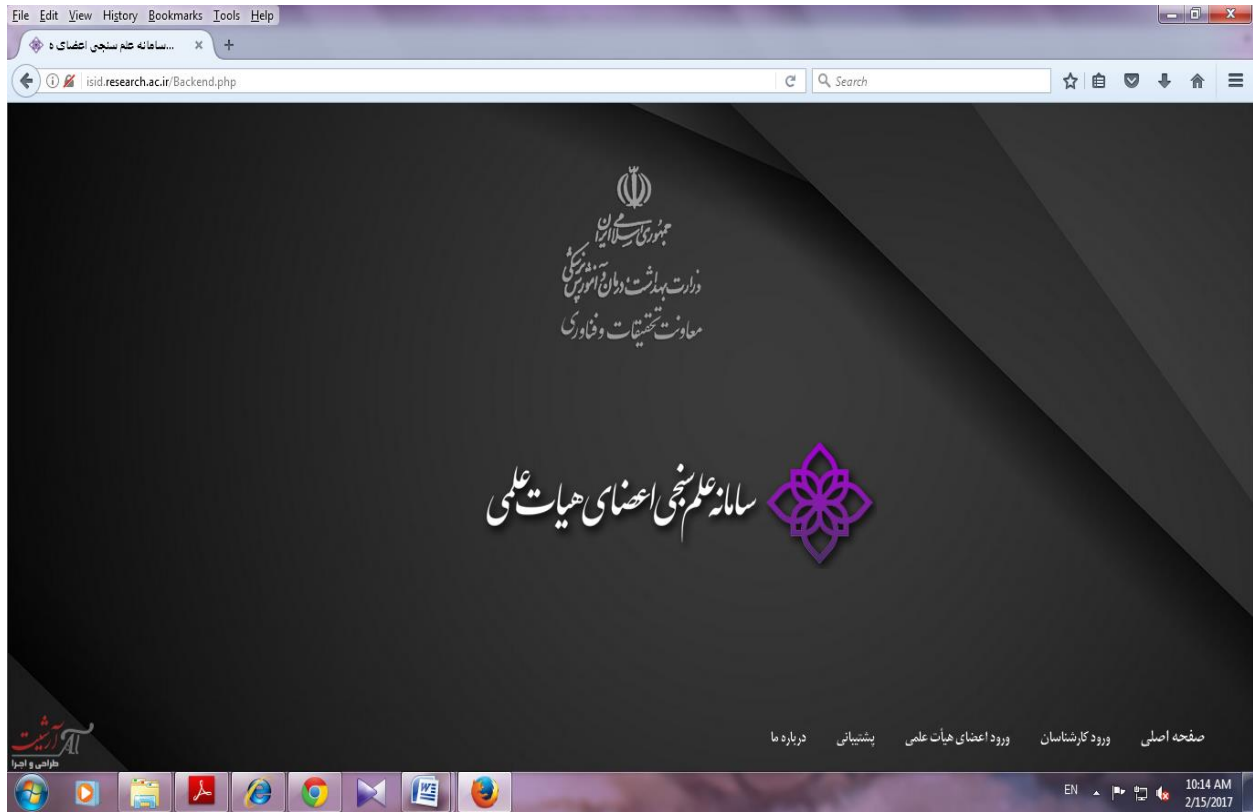 File Edit View History Bookmarks Tools Help
سامانه علم سنجی اعضای ه...
isid.research.ac.ir/Backend.php
Search
جمهوری اسلامی ایران
وزارت بهداشت، درمان و آموزش پزشکی
معاونت تحقیقات و فناوری
سامانه علم سنجی اعضای هیات علمی
صفحه اصلی ورود کارشناسان ورود اعضای هیأت علمی پشتیبانی درباره ما
آرشیت
طراحی و اجرا
EN
10:14 AM
2/15/2017